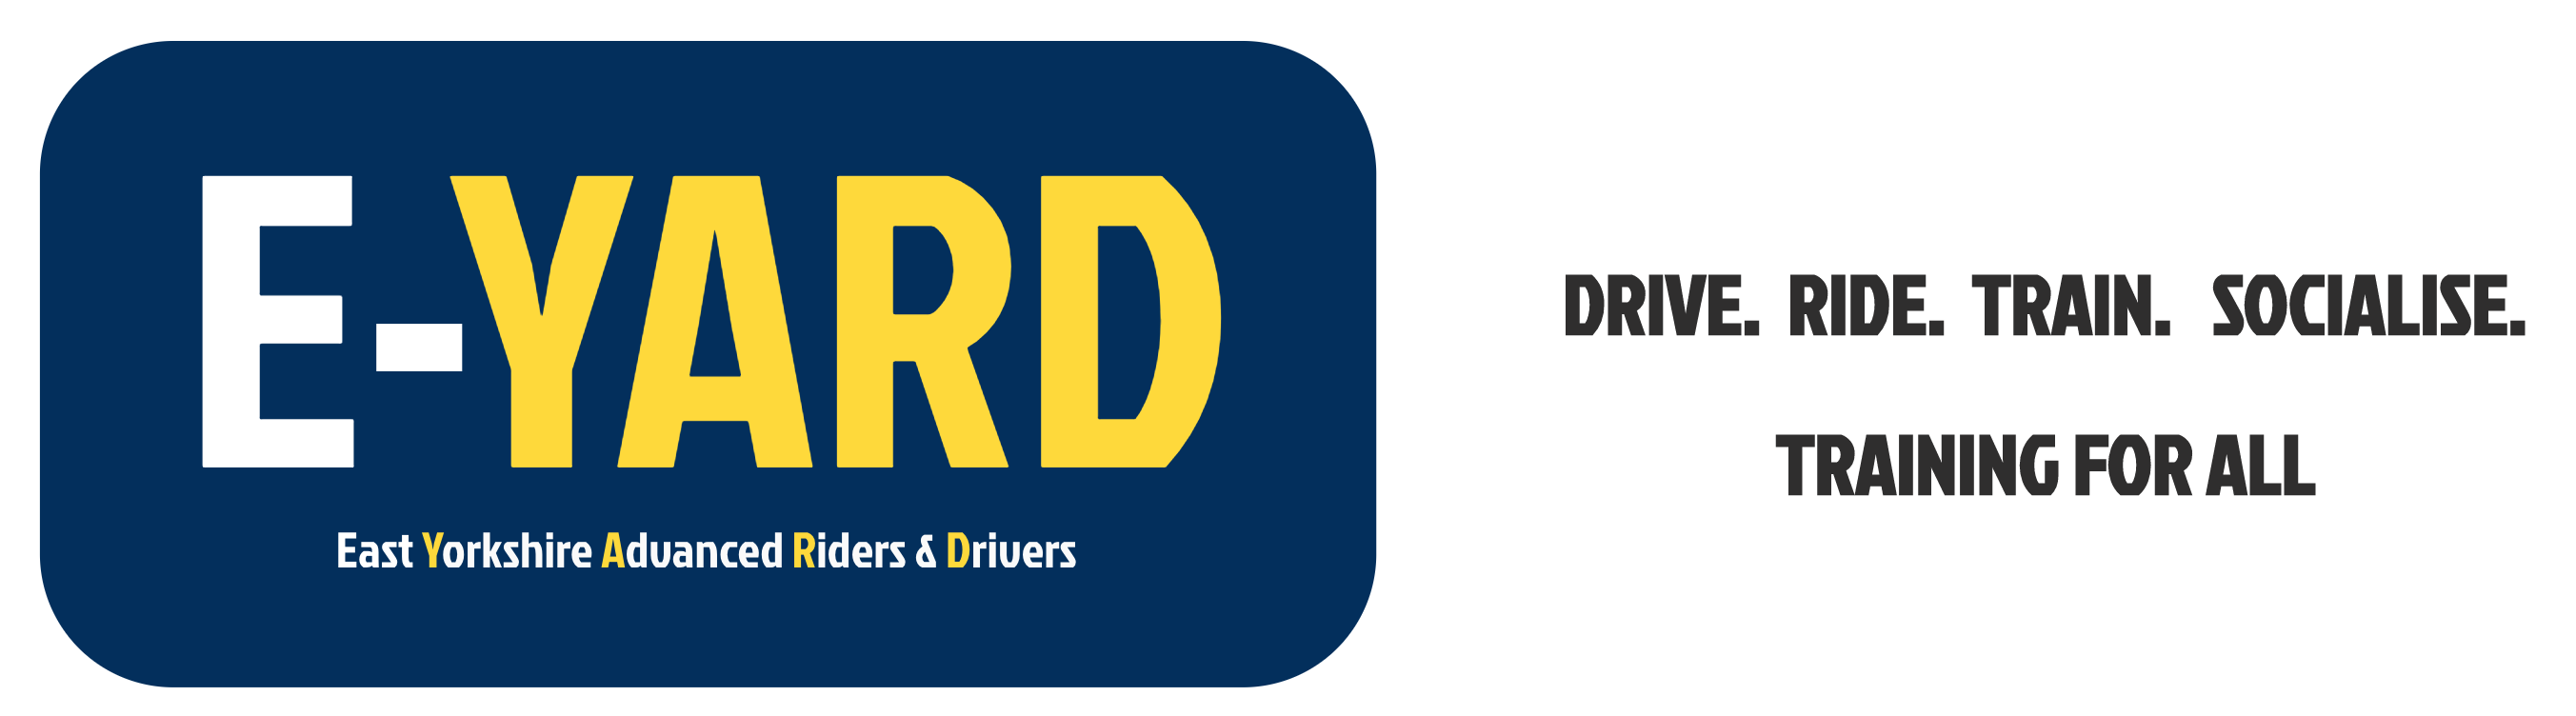 E-YARD
East Yorkshire Advanced Riders & Drivers
DRIVE. RIDE. TRAIN. SOCIALISE.
TRAINING FOR ALL